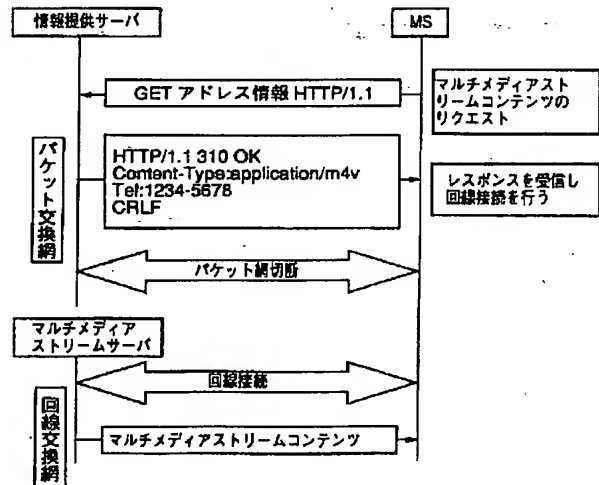 情報提供サーバ
MS
GET アドレス情報 HTTP/1.1
マルチメディアスト
リームコンテンツの
リクエスト
パケット交換網
HTTP/1.1 310 OK
Content-Type:application/m4v
Tel:1234-5678
CRLF
レスポンスを受信し
回線接続を行う
パケット網切断
マルチメディア
ストリームサーバ
回線接続
回線交換網
マルチメディアストリームコンテンツ